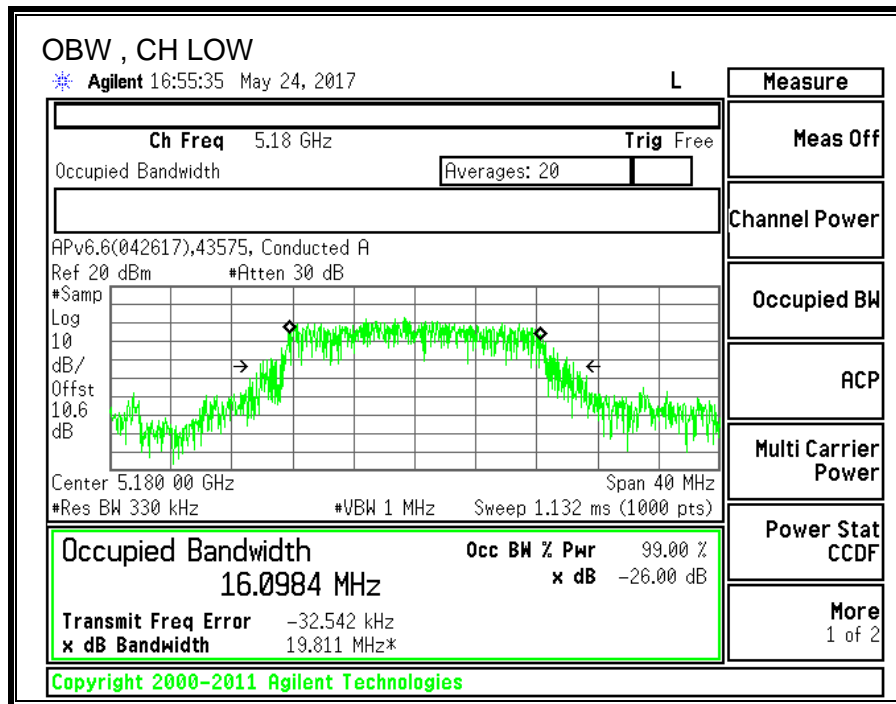 OBW , CH LOW
Agilent 16:55:35 May 24, 2017 L
Measure
Ch Freq 5.18 GHz Trig Free
Occupied Bandwidth Averages: 20
APv6.6(042617),43575, Conducted A
Ref 20 dBm #Atten 30 dB
#Samp
Log
10
dB/
Offst
10.6
dB
Center 5.180 00 GHz Span 40 MHz
#Res BW 330 kHz #VBW 1 MHz Sweep 1.132 ms (1000 pts)
Occupied Bandwidth Occ BW % Pwr 99.00 %
16.0984 MHz x dB -26.00 dB
Transmit Freq Error -32.542 kHz
x dB Bandwidth 19.811 MHz*
Copyright 2000-2011 Agilent Technologies
Meas Off
Channel Power
Occupied BW
ACP
Multi Carrier
Power
Power Stat
CCDF
More
1 of 2